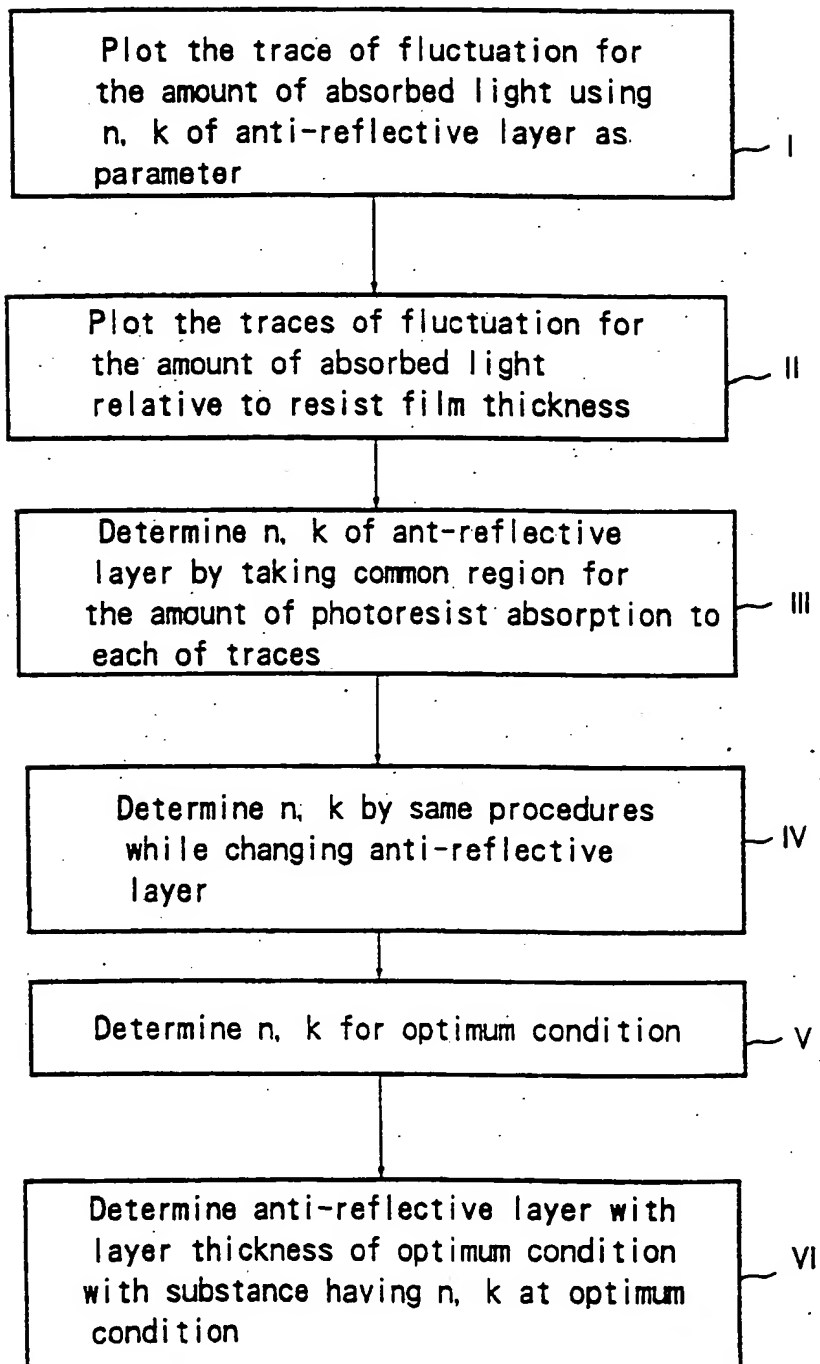 Plot the trace of fluctuation for
the amount of absorbed light using
n, k of anti-reflective layer as
parameter
I
Plot the traces of fluctuation for
the amount of absorbed light
relative to resist film thickness
II
Determine n, k of ant-reflective
layer by taking common region for
the amount of photoresist absorption to
each of traces
III
Determine n, k by same procedures
while changing anti-reflective
layer
IV
Determine n, k for optimum condition
V
Determine anti-reflective layer with
layer thickness of optimum condition
with substance having n, k at optimum
condition
VI